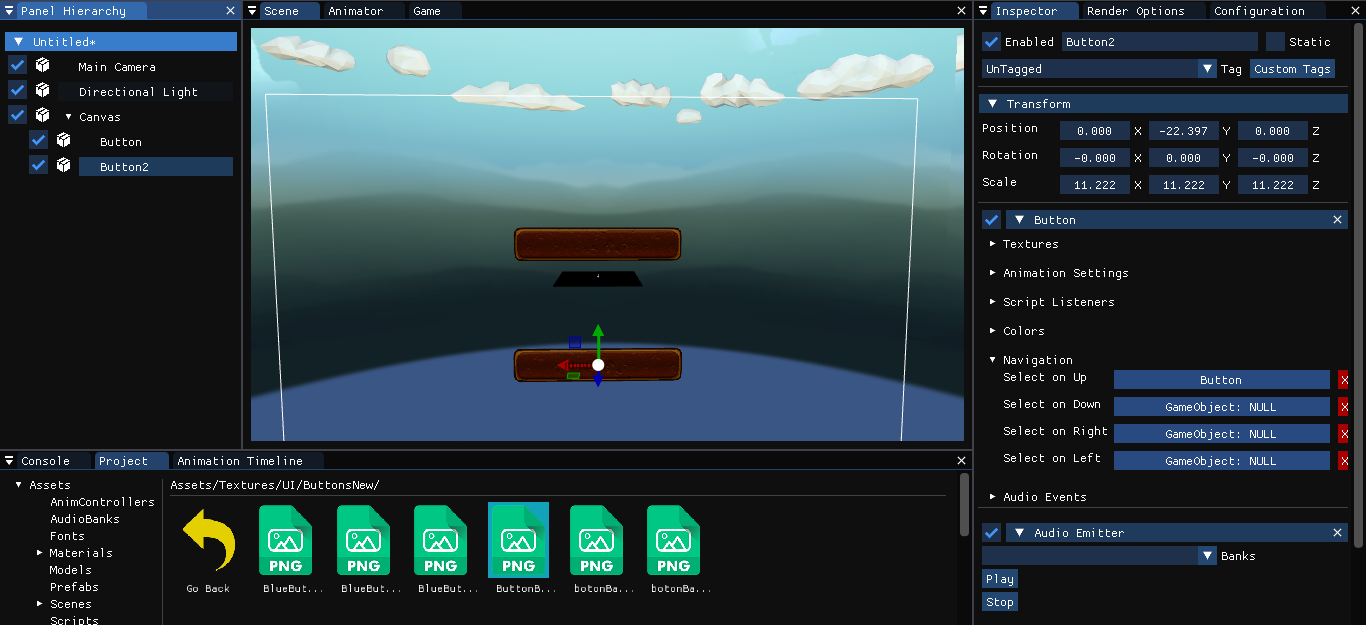 Panel Hierarchy
Untitled*
Main Camera
Directional Light
Canvas
Button
Button2
Scene Animator Game
Inspector Render Options Configuration
Enabled Button2 Static
UnTagged Tag Custom Tags
Transform
Position 0.000 X -22.397 Y 0.000 Z
Rotation -0.000 X 0.000 Y -0.000 Z
Scale 11.222 X 11.222 Y 11.222 Z
Button
Textures
Animation Settings
Script Listeners
Colors
Navigation
Select on Up Button X
Select on Down GameObject: NULL X
Select on Right GameObject: NULL X
Select on Left GameObject: NULL X
Audio Events
Audio Emitter
Banks
Play
Stop
Console Project Animation Timeline
Assets
AnimControllers
AudioBanks
Fonts
Materials
Models
Prefabs
Scenes
Scripts
Assets/Textures/UI/ButtonsNew/
PNG PNG PNG PNG PNG PNG
Go Back BlueBut... BlueBut... BlueBut... ButtonB... botonBa... botonBa...